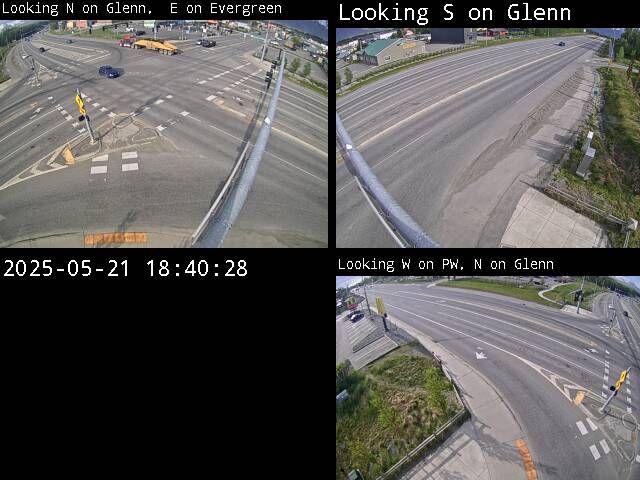 Looking N on Glenn, E on Evergreen
Looking S on Glenn
2025-05-21 18:40:28
Looking W on PW, N on Glenn